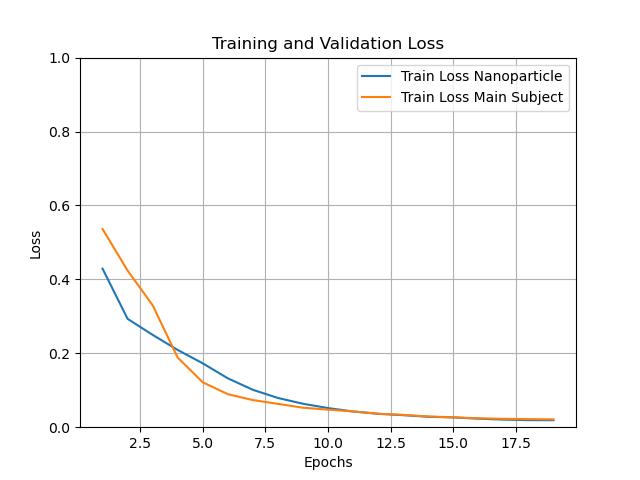 Training and Validation Loss
Train Loss Nanoparticle
Train Loss Main Subject
1.0
0.8
0.6
0.4
0.2
0.0
Loss
2.5 5.0 7.5 10.0 12.5 15.0 17.5
Epochs